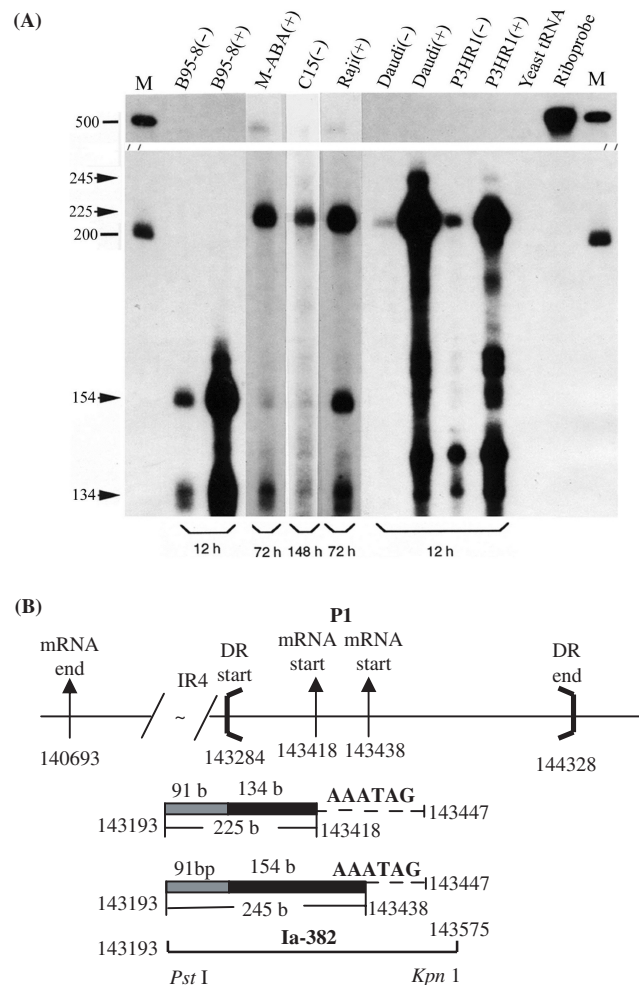 (A)
M
B95-8(-)
B95-8(+)
M-ABA(+)
C15(-)
Raji(+)
Daudi(-)
Daudi(+)
P3HR1(-)
P3HR1(+)
Yeast tRNA
Riboprobe
M
500
245
225
200
154
134
12 h
72 h
148 h
72 h
12 h
(B)
P1
mRNA end
IR4
DR start
mRNA start
mRNA start
DR end
~
140693
143284
143418
143438
144328
91 b
134 b
AAATAG
143193
225 b
143418
143447
91bp
154 b
AAATAG
143193
245 b
143438
143447
143193
Ia-382
143575
Pst I
Kpn 1